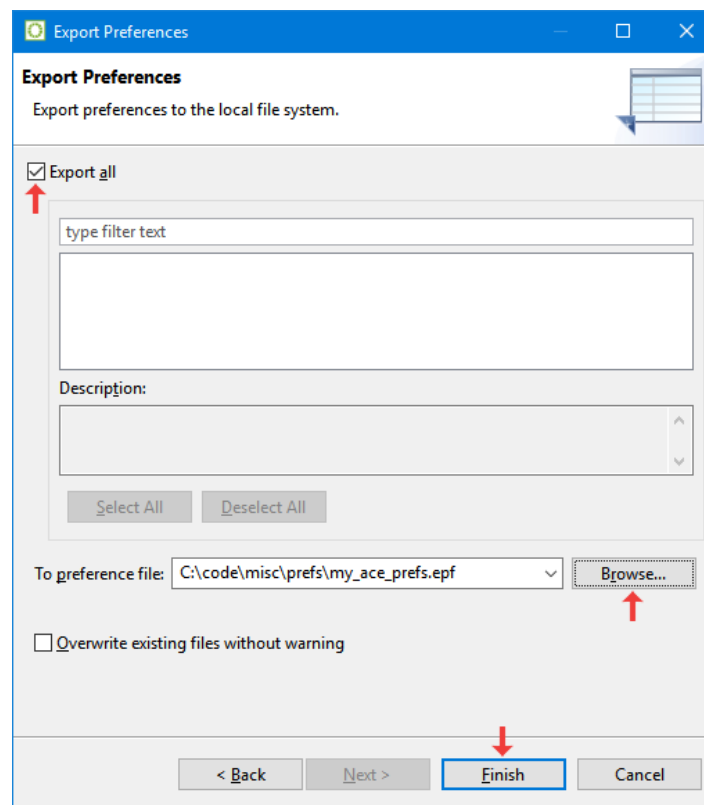 Export Preferences
Export Preferences
Export preferences to the local file system.
Export all
type filter text
Description:
Select All Deselect All
To preference file: C:\code\misc\prefs\my_ace_prefs.epf Browse...
Overwrite existing files without warning
< Back Next > Finish Cancel